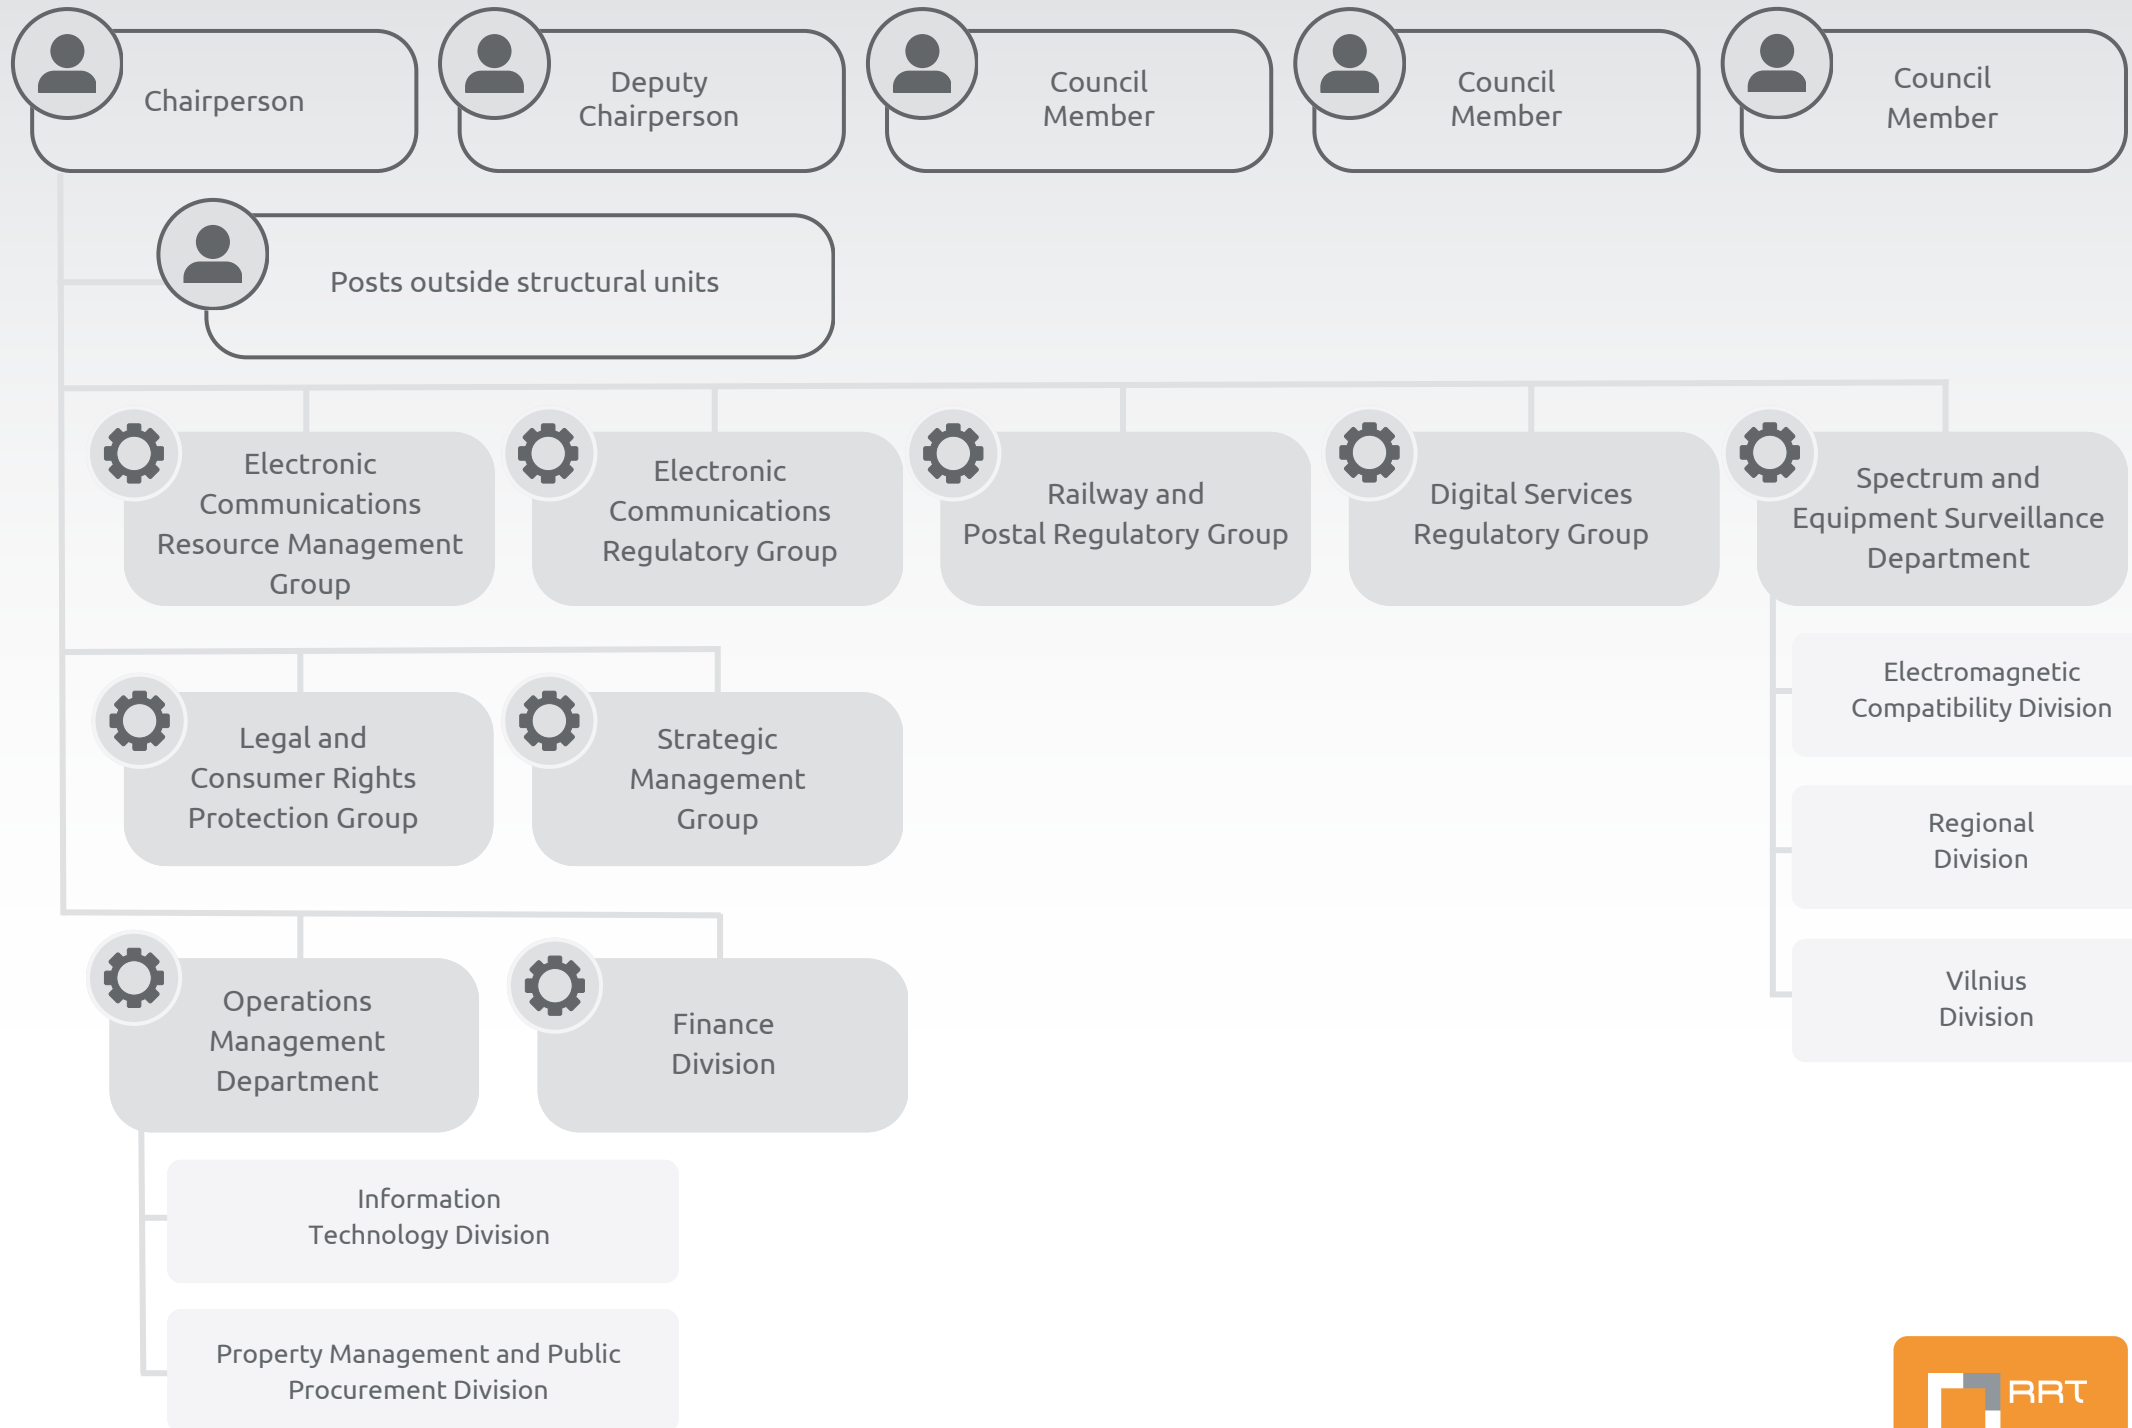 Chairperson
Deputy
Chairperson
Council
Member
Council
Member
Council
Member
Posts outside structural units
Electronic
Communications
Resource Management
Group
Electronic
Communications
Regulatory Group
Railway and
Postal Regulatory Group
Digital Services
Regulatory Group
Spectrum and
Equipment Surveillance
Department
Electromagnetic
Compatibility Division
Regional
Division
Vilnius
Division
Legal and
Consumer Rights
Protection Group
Strategic
Management
Group
Operations
Management
Department
Finance
Division
Information
Technology Division
Property Management and Public
Procurement Division
RRT